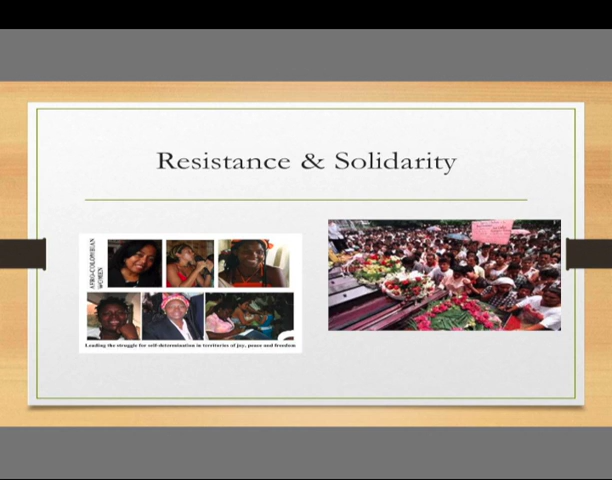 Resistance & Solidarity
AFRO-COLOMBIAN
WOMEN
Leading the struggle for self-determination in territories of joy, peace and freedom